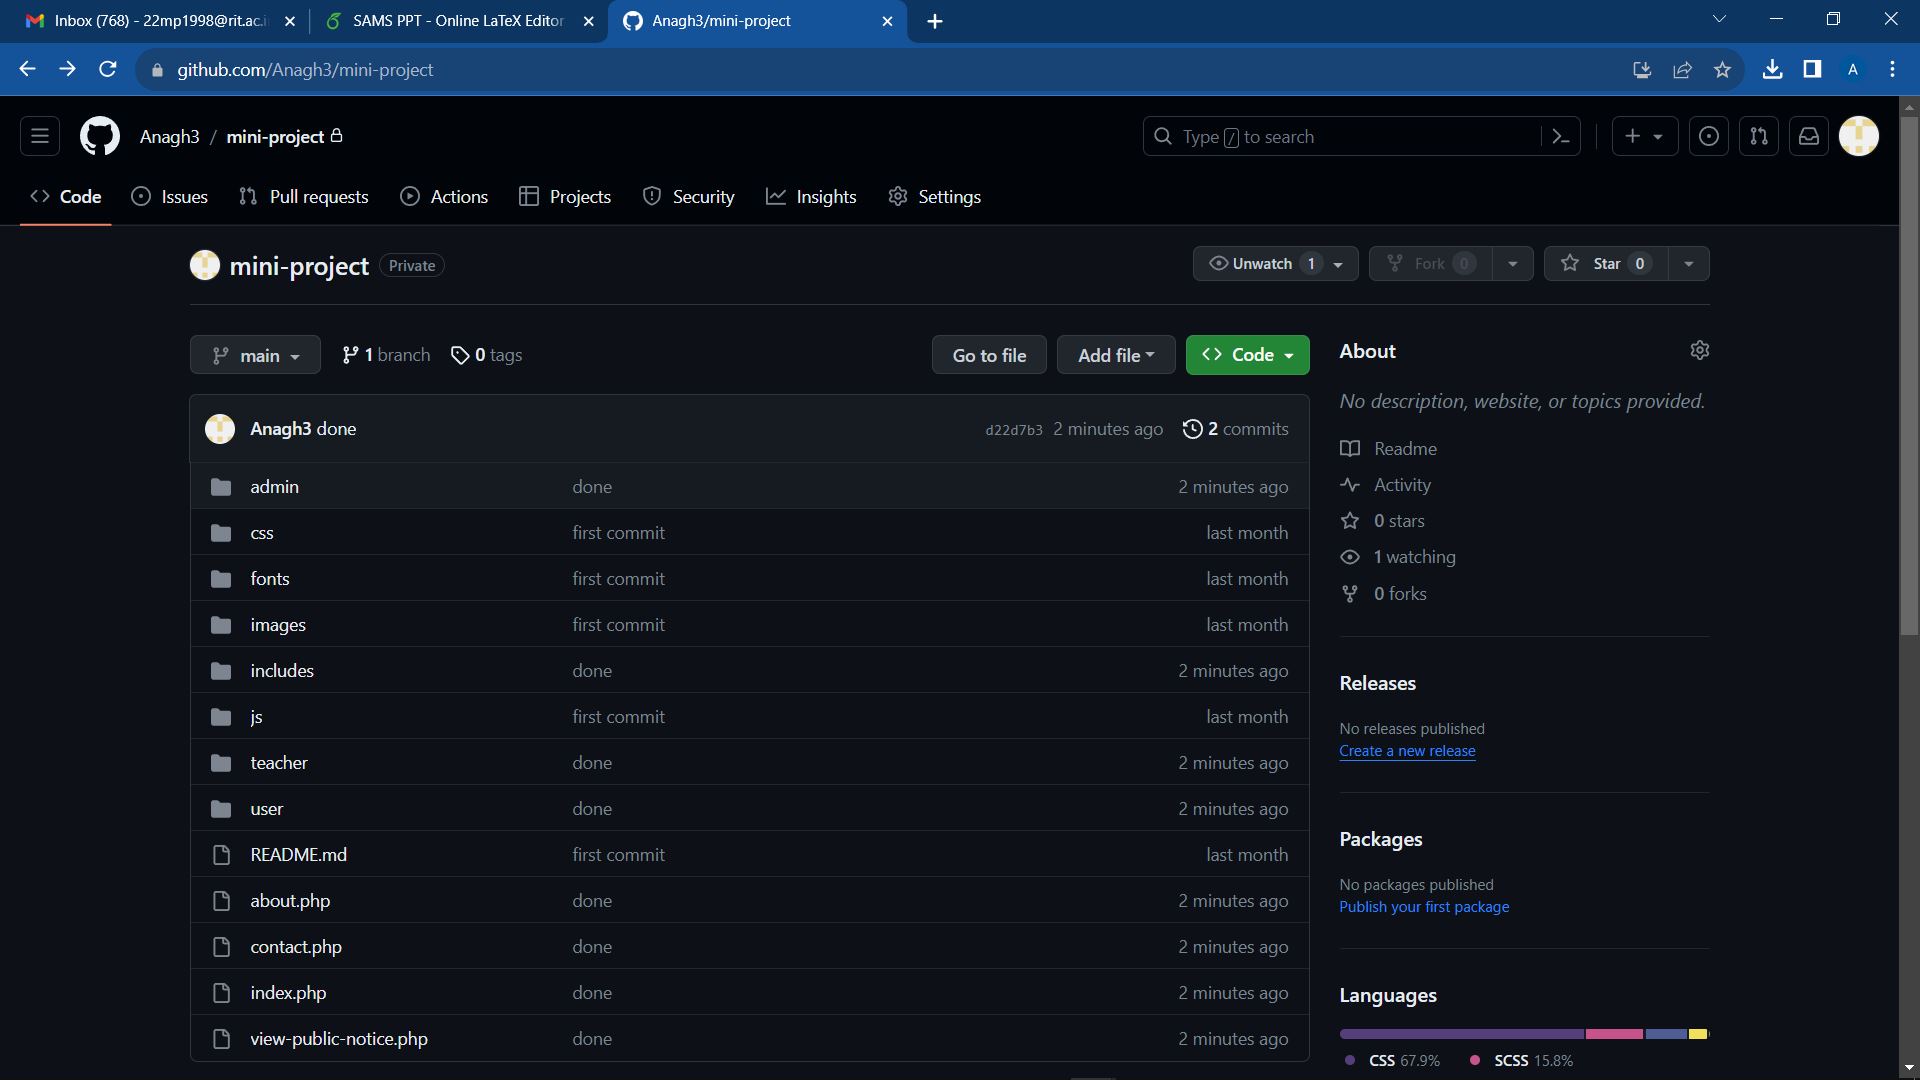 Inbox (768) - 22mp1998@rit.ac.i
SAMS PPT - Online LaTeX Editor
Anagh3/mini-project
github.com/Anagh3/mini-project
A
Anagh3 / mini-project
Type / to search
Code
Issues
Pull requests
Actions
Projects
Security
Insights
Settings
mini-project
Private
Unwatch 1
Fork 0
Star 0
main
1 branch
0 tags
Go to file
Add file
Code
Anagh3 done
d22d7b3 2 minutes ago
2 commits
admin done 2 minutes ago
css first commit last month
fonts first commit last month
images first commit last month
includes done 2 minutes ago
js first commit last month
teacher done 2 minutes ago
user done 2 minutes ago
README.md first commit last month
about.php done 2 minutes ago
contact.php done 2 minutes ago
index.php done 2 minutes ago
view-public-notice.php done 2 minutes ago
About
No description, website, or topics provided.
Readme
Activity
0 stars
1 watching
0 forks
Releases
No releases published
Create a new release
Packages
No packages published
Publish your first package
Languages
CSS 67.9%
SCSS 15.8%